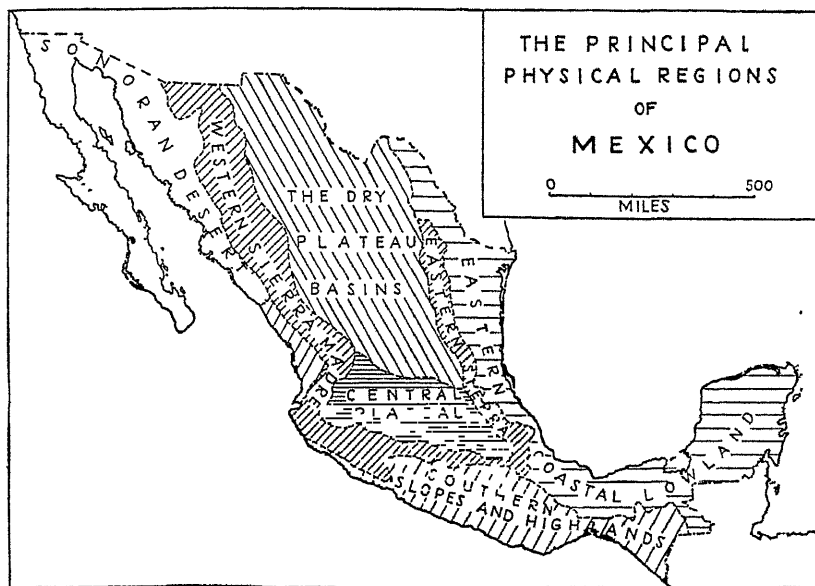 THE PRINCIPAL
PHYSICAL REGIONS
OF
MEXICO
0 500
MILES
SONORAN DESERT
WESTERN SIERRA MADRE
THE DRY
PLATEAU
BASINS
EASTERN SIERRA
EASTERN
COASTAL LOWLAND
CENTRAL
PLATEAU
SOUTHERN
SLOPES AND HIGHLANDS